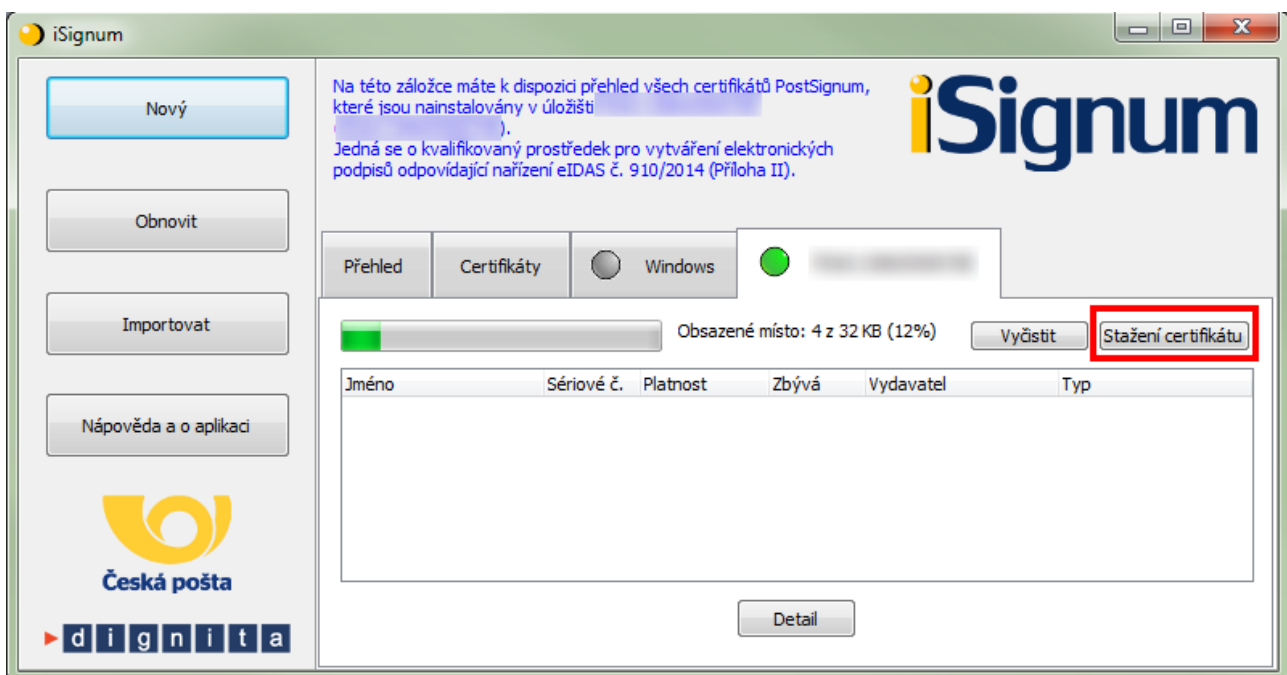 iSignum
Nový
Obnovit
Importovat
Nápověda a o aplikaci
Česká pošta
dignita
Na této záložce máte k dispozici přehled všech certifikátů PostSignum,
které jsou nainstalovány v úložišti
).
Jedná se o kvalifikovaný prostředek pro vytváření elektronických
podpisů odpovídající nařízení eIDAS č. 910/2014 (Příloha II).
iSignum
Přehled Certifikáty Windows
Obsazené místo: 4 z 32 KB (12%) Vyčistit Stažení certifikátu
Jméno Sériové č. Platnost Zbývá Vydavatel Typ
Detail